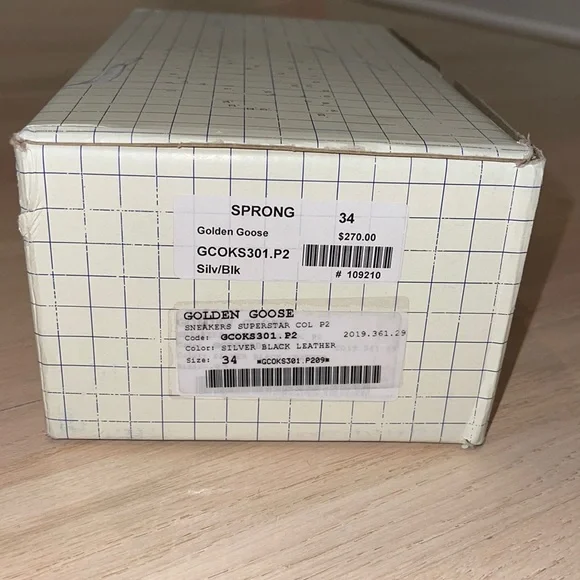 SPRONG 34
Golden Goose $270.00
GCOKS301.P2
Silv/Blk # 109210
GOLDEN GOOSE
SNEAKERS SUPERSTAR COL P2
Code: GCOKS301.P2 2019.361.29
Color: SILVER BLACK LEATHER
Size: 34 *GCOKS301.P209*